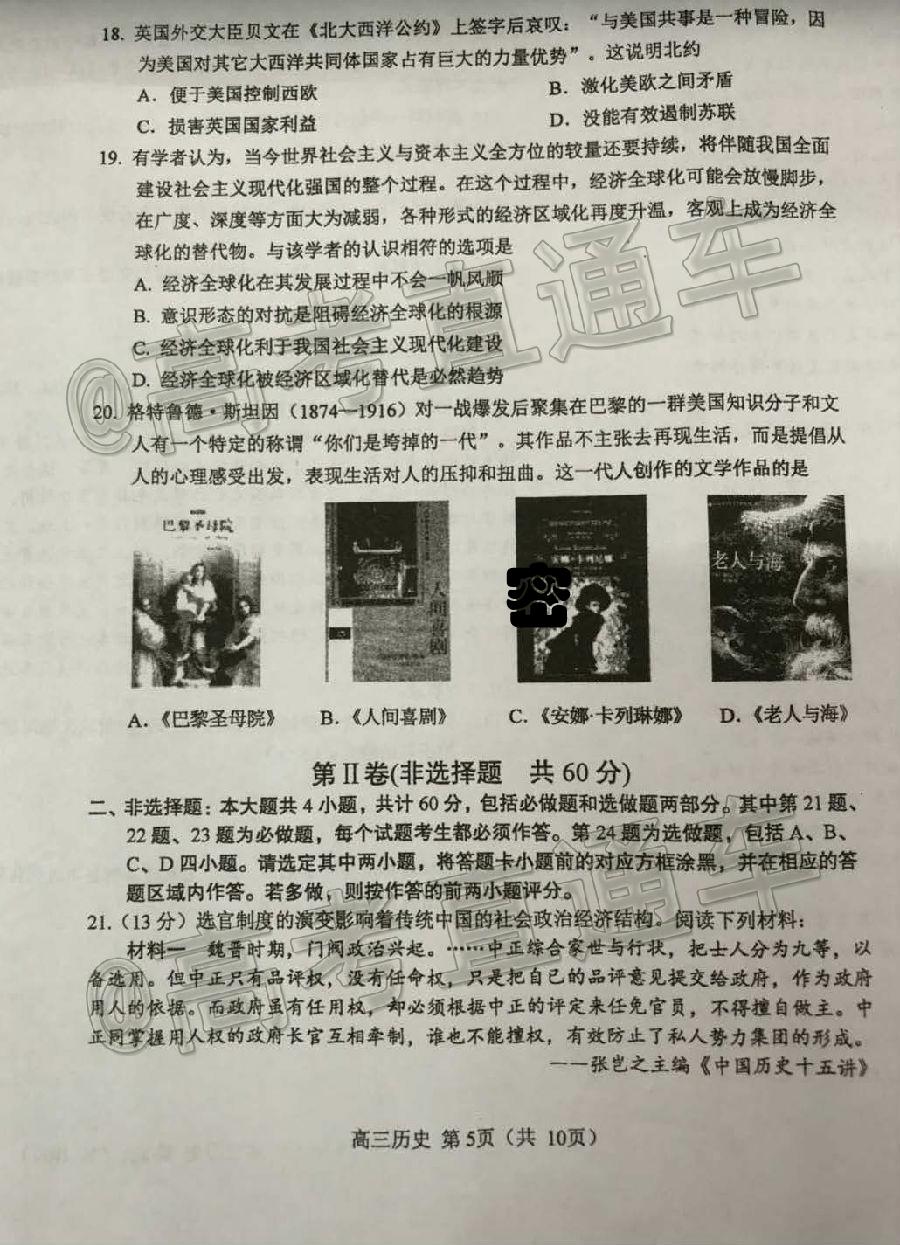 18. 英国外交大臣贝文在《北大西洋公约》上签字后哀叹：“与美国共事是一种冒险，因
为美国对其它大西洋共同体国家占有巨大的力量优势”。这说明北约
A．便于美国控制西欧 B．激化美欧之间矛盾
C．损害英国国家利益 D．没能有效遏制苏联
19. 有学者认为，当今世界社会主义与资本主义全方位的较量还要持续，将伴随我国全面
建设社会主义现代化强国的整个过程。在这个过程中，经济全球化可能会放慢脚步，
在广度、深度等方面大为减弱，各种形式的经济区域化再度升温，客观上成为经济全
球化的替代物。与该学者的认识相符的选项是
A. 经济全球化在其发展过程中不会一帆风顺
B. 意识形态的对抗是阻碍经济全球化的根源
C. 经济全球化利于我国社会主义现代化建设
D. 经济全球化被经济区域化替代是必然趋势
20. 格特鲁德·斯坦因（1874—1916）对一战爆发后聚集在巴黎的一群美国知识分子和文
人有一个特定的称谓“你们是垮掉的一代”。其作品不主张去再现生活，而是提倡从
人的心理感受出发，表现生活对人的压抑和扭曲。这一代人创作的文学作品的是
巴黎圣母院
人间喜剧
安娜·卡列尼娜
老人与海
A.《巴黎圣母院》 B.《人间喜剧》 C.《安娜·卡列琳娜》 D.《老人与海》
第Ⅱ卷(非选择题 共 60 分)
二、非选择题：本大题共 4 小题，共计 60 分，包括必做题和选做题两部分。其中第 21 题、
22 题、23 题为必做题，每个试题考生都必须作答。第 24 题为选做题，包括 A、B、
C、D 四小题。请选定其中两小题，将答题卡小题前的对应方框涂黑，并在相应的答
题区域内作答。若多做，则按作答的前两小题评分。
21.（13 分）选官制度的演变影响着传统中国的社会政治经济结构。阅读下列材料：
材料一 魏晋时期，门阀政治兴起。……中正综合家世与行状，把士人分为九等，以
备选用。但中正只有品评权，没有任命权，只是把自己的品评意见提交给政府，作为政府
用人的依据。而政府虽有任用权，却必须根据中正的评定来任免官员，不得擅自做主。中
正同掌握用人权的政府长官互相牵制，谁也不能擅权，有效防止了私人势力集团的形成。
——张岂之主编《中国历史十五讲》
高三历史 第 5页（共 10页）
@高考直通车
@高考直通车